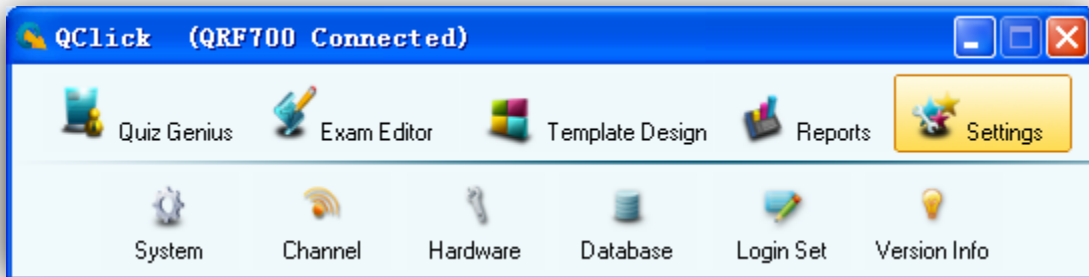 QClick (QRF700 Connected)
Quiz Genius Exam Editor Template Design Reports Settings
System Channel Hardware Database Login Set Version Info